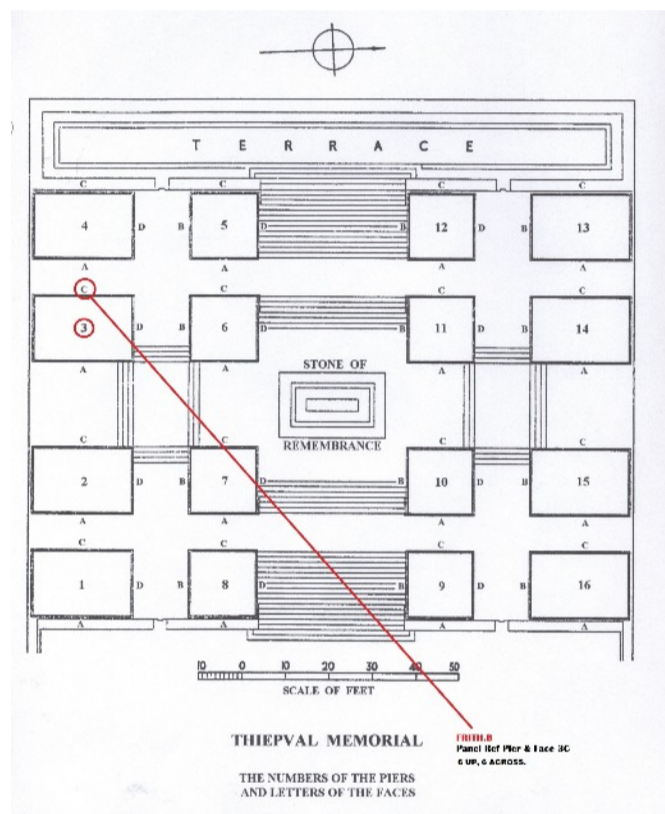 T E R R A C E
C C C C
4 D B 5 D B 12 D B 13
A A A A
C C C C
3 D B 6 D B 11 D B 14
A A A A
STONE OF
REMEMBRANCE
C C C C
2 D B 7 D B 10 D B 15
A A A A
C C C C
1 D B 8 D B 9 D B 16
A A A A
10 0 10 20 30 40 50
SCALE OF FEET
THIEPVAL MEMORIAL
FRITH.B
Panel Ref Pier & Face 3C
6 UP, 6 ACROSS.
THE NUMBERS OF THE PIERS
AND LETTERS OF THE FACES